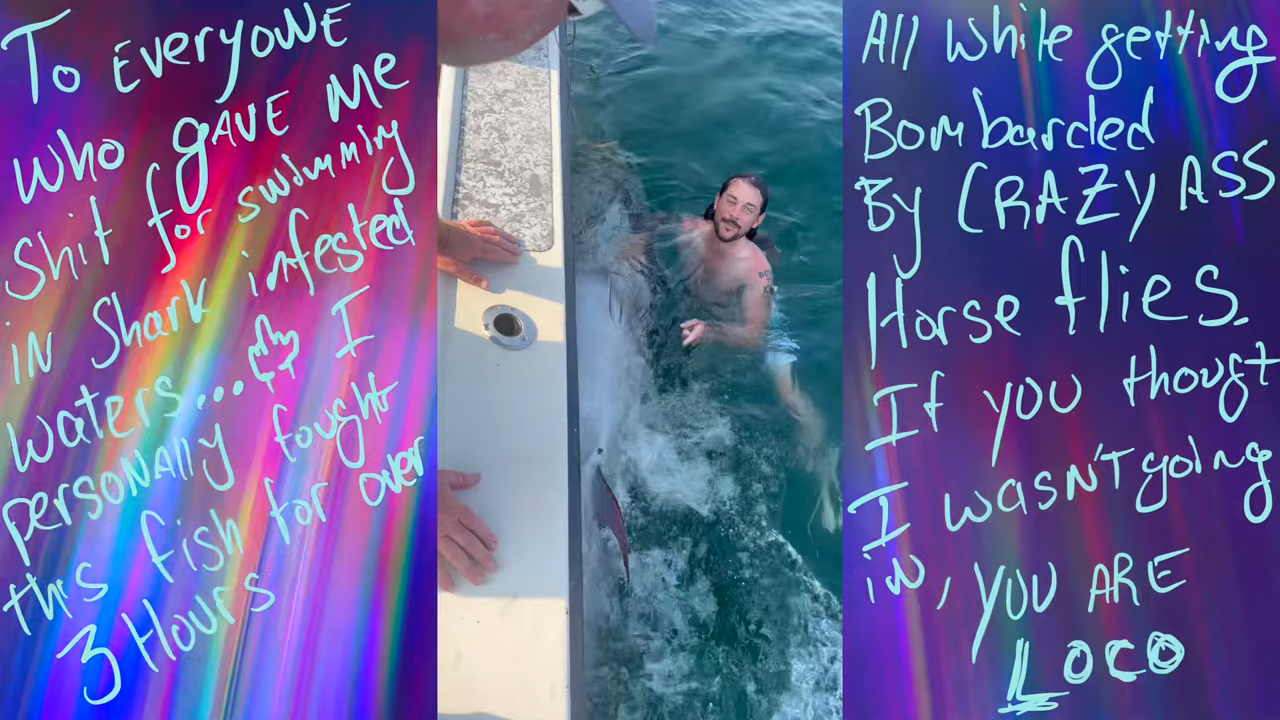 To EveryoNE
who gAVE Me
Shit for swimming
iN Shark infested
waters... I
personally fought
this fish for over
3 Hours
All while getting
Bombarded
By CRAZY ASS
Horse flies.
If you thougt
I wasn't going
in, you ARE
Loco